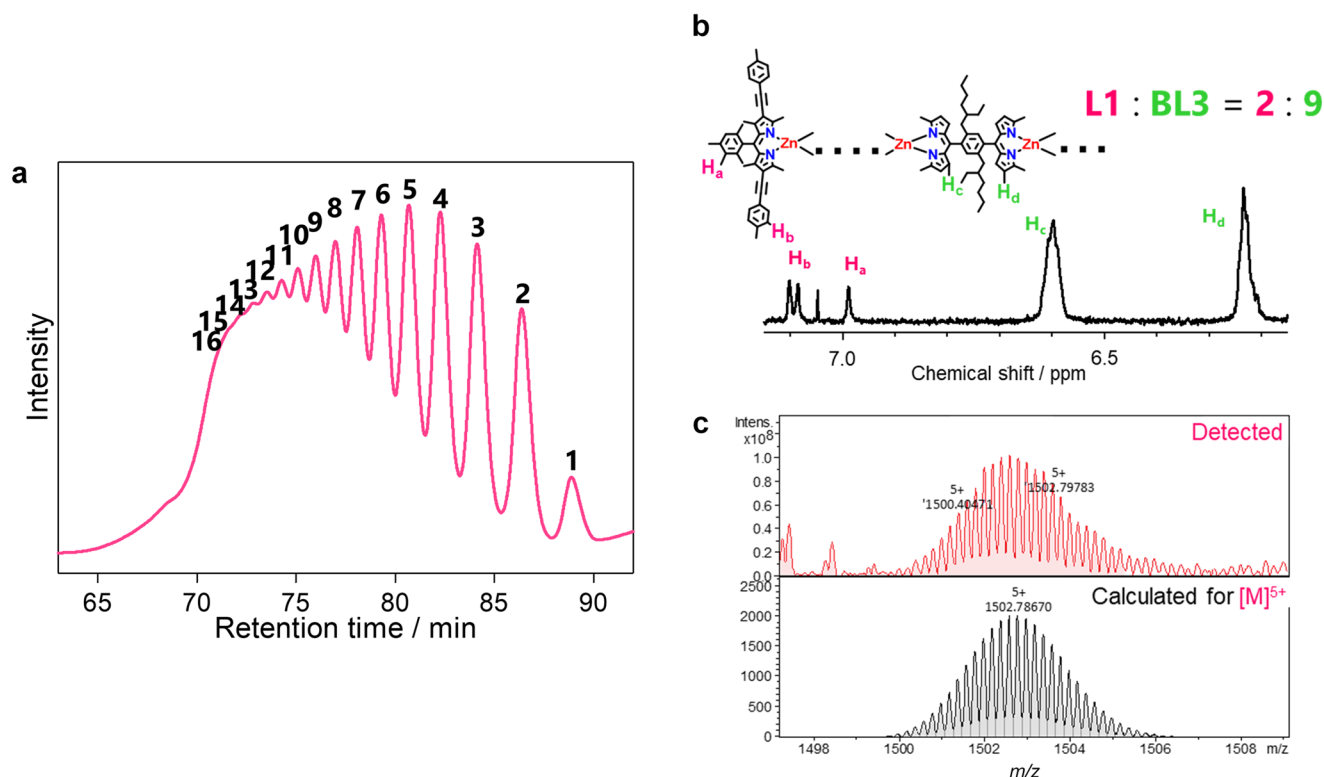 a
Intensity
16
15
14
13
12
11
10
9
8
7
6
5
4
3
2
1
65
70
75
80
85
90
Retention time / min
b
L1 : BL3 = 2 : 9
N
Zn
N
Zn
N
N
N
N
Zn
Ha
Hb
Hc
Hd
Hb
Ha
Hc
Hd
7.0
6.5
Chemical shift / ppm
c
Intens.
x10⁸
Detected
1.0
0.8
0.6
0.4
0.2
0.0
5+
'1500.40471
5+
'1502.79783
Calculated for [M]⁵⁺
5+
1502.78670
2500
2000
1500
1000
500
0
1498
1500
1502
1504
1506
1508
m/z
m/z